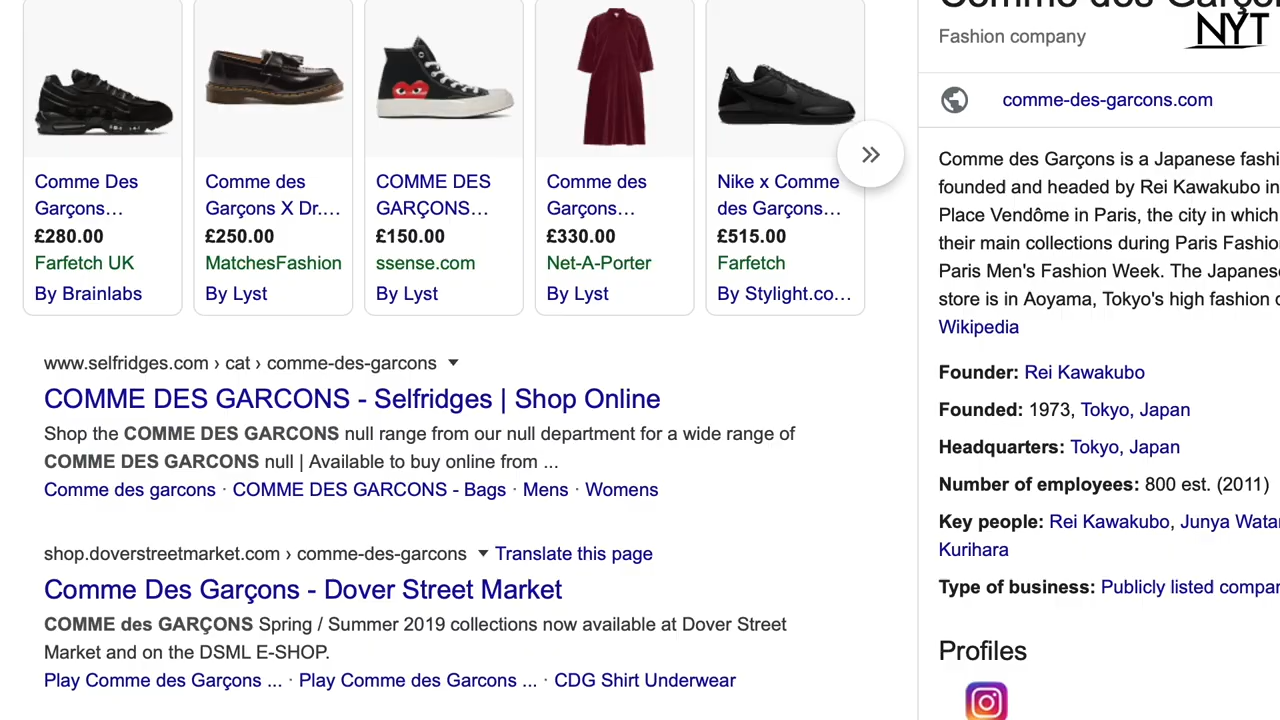 Comme Des
Garçons…
£280.00
Farfetch UK
By Brainlabs
Comme des
Garçons X Dr.…
£250.00
MatchesFashion
By Lyst
COMME DES
GARÇONS…
£150.00
ssense.com
By Lyst
Comme des
Garçons…
£330.00
Net-A-Porter
By Lyst
Nike x Comme
des Garçons…
£515.00
Farfetch
By Stylight.co…
www.selfridges.com › cat › comme-des-garcons
COMME DES GARCONS - Selfridges | Shop Online
Shop the COMME DES GARCONS null range from our null department for a wide range of
COMME DES GARCONS null | Available to buy online from ...
Comme des garcons · COMME DES GARCONS - Bags · Mens · Womens
shop.doverstreetmarket.com › comme-des-garcons Translate this page
Comme Des Garçons - Dover Street Market
COMME des GARÇONS Spring / Summer 2019 collections now available at Dover Street
Market and on the DSML E-SHOP.
Play Comme des Garçons ... · Play Comme des Garcons ... · CDG Shirt Underwear
Comme des
NYT
Fashion company
comme-des-garcons.com
Comme des Garçons is a Japanese fashi
founded and headed by Rei Kawakubo in
Place Vendôme in Paris, the city in which
their main collections during Paris Fashio
Paris Men's Fashion Week. The Japanese
store is in Aoyama, Tokyo's high fashion
Wikipedia
Founder: Rei Kawakubo
Founded: 1973, Tokyo, Japan
Headquarters: Tokyo, Japan
Number of employees: 800 est. (2011)
Key people: Rei Kawakubo, Junya Wata
Kurihara
Type of business: Publicly listed compan
Profiles